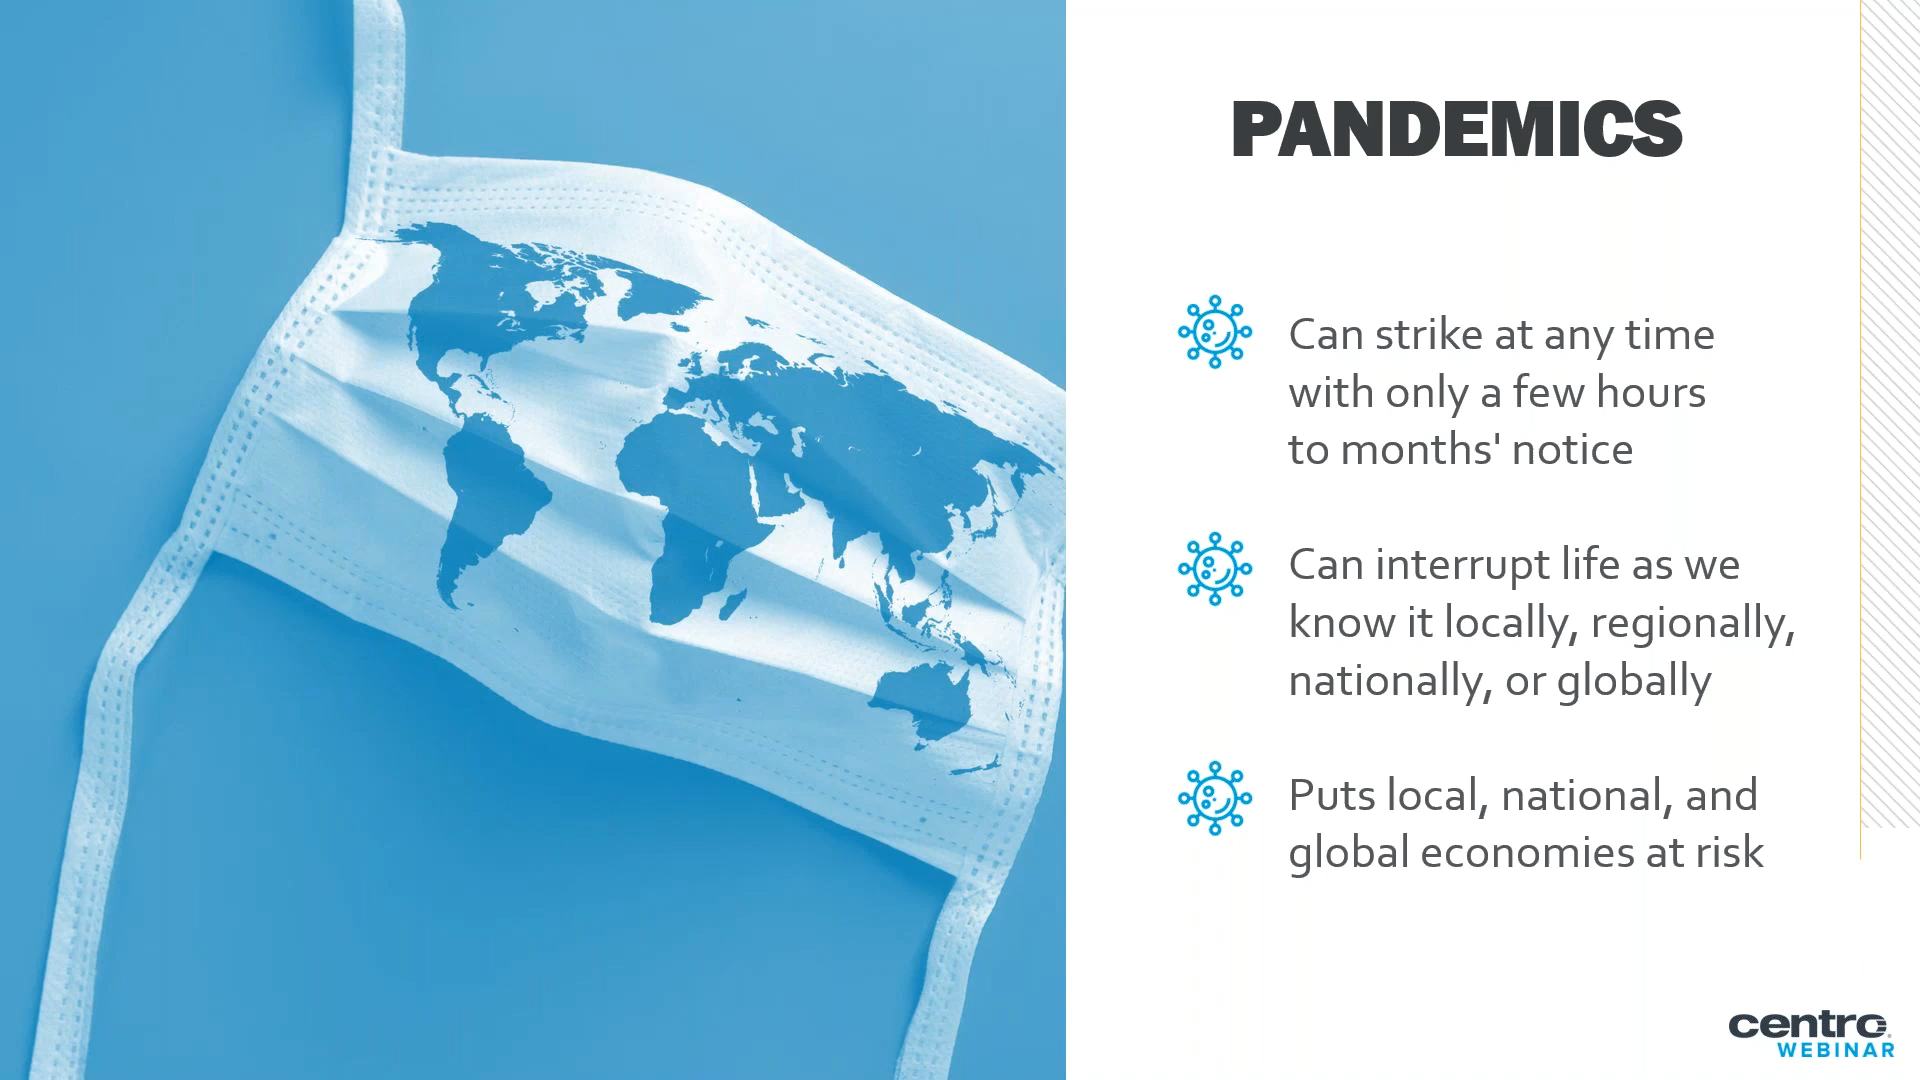 PANDEMICS
Can strike at any time
with only a few hours
to months' notice
Can interrupt life as we
know it locally, regionally,
nationally, or globally
Puts local, national, and
global economies at risk
centro
WEBINAR